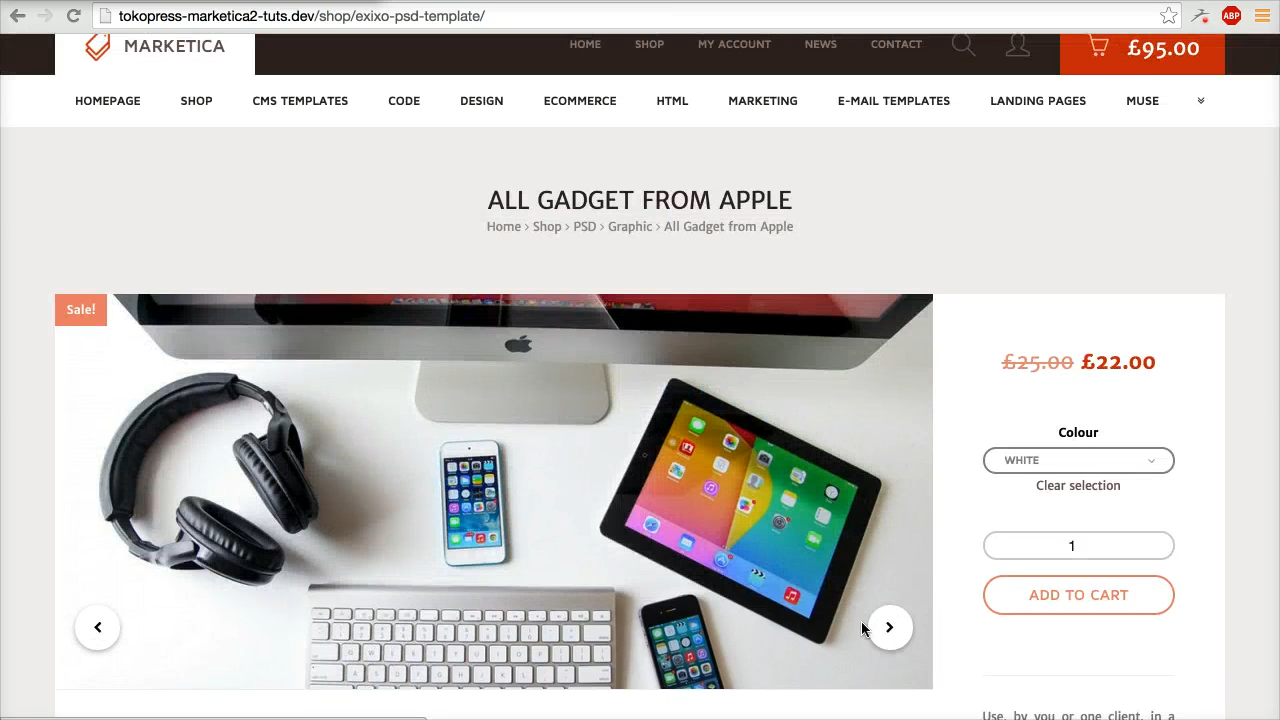 tokopress-marketica2-tuts.dev/shop/exixo-psd-template/
ABP
MARKETICA
HOME SHOP MY ACCOUNT NEWS CONTACT
£95.00
HOMEPAGE SHOP CMS TEMPLATES CODE DESIGN ECOMMERCE HTML MARKETING E-MAIL TEMPLATES LANDING PAGES MUSE
ALL GADGET FROM APPLE
Home › Shop › PSD › Graphic › All Gadget from Apple
Sale!
£25.00 £22.00
Colour
WHITE
Clear selection
1
ADD TO CART
Use, by you or one client, in a